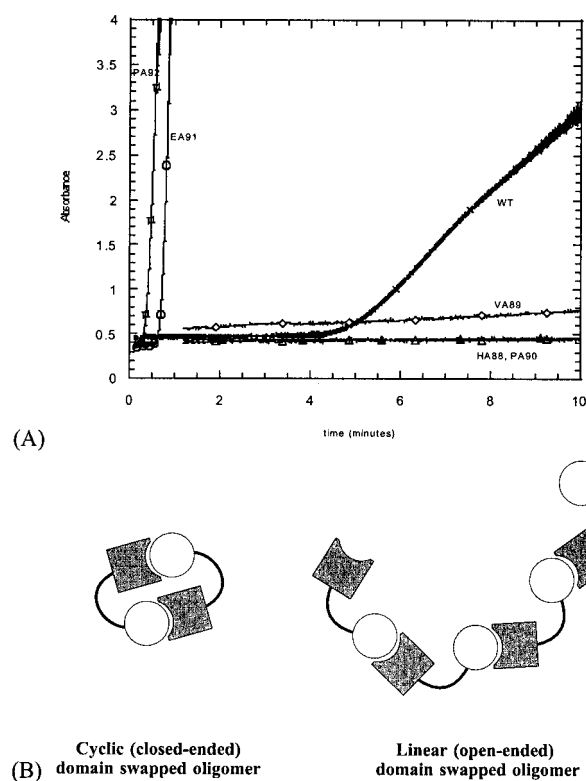 4
3.5
3
2.5
2
1.5
1
0.5
0
Absorbance
PA92
EA91
WT
VA89
HA88, PA90
0 2 4 6 8 10
time (minutes)
(A)
(B)
Cyclic (closed-ended)
domain swapped oligomer
Linear (open-ended)
domain swapped oligomer